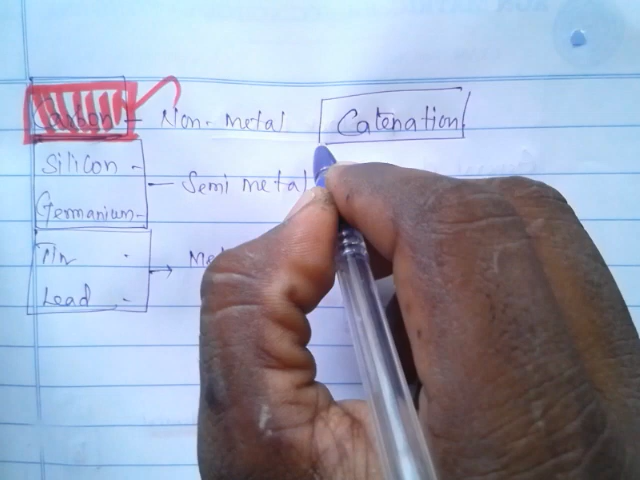 Carbon - Non-metal Catenation
Silicon -
Semi metal
Germanium -
Tin -
Lead -